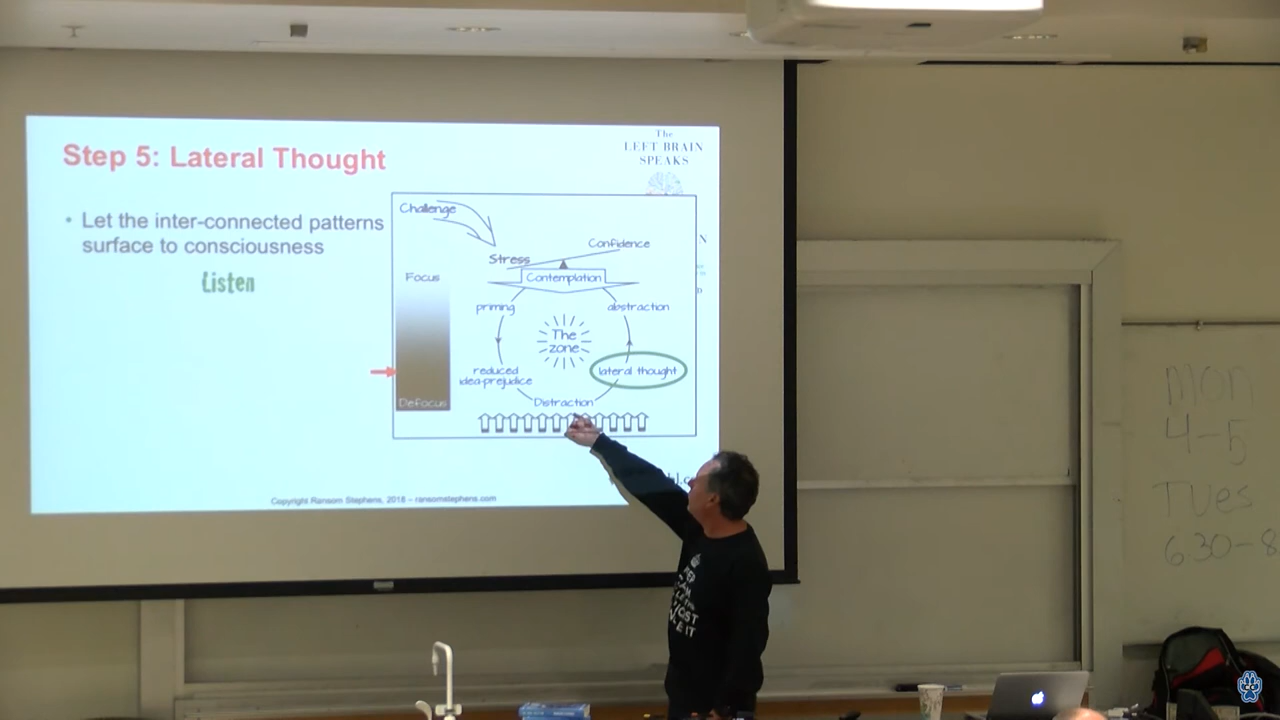 Step 5: Lateral Thought
The
LEFT BRAIN
SPEAKS
• Let the inter-connected patterns
surface to consciousness
Listen
Challenge
Confidence
Stress
Contemplation
Focus
priming
abstraction
The
zone
reduced
idea-prejudice
lateral thought
Distraction
Defocus
Copyright Ransom Stephens, 2018 – ransomstephens.com
Mon
4-5
Tues
630-8